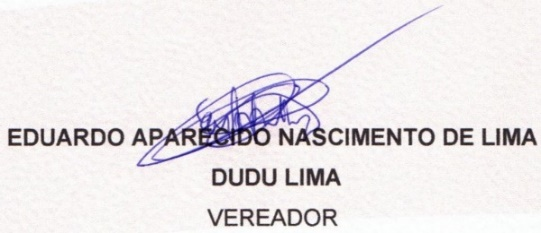 EDUARDO APARECIDO NASCIMENTO DE LIMA
DUDU LIMA
VEREADOR